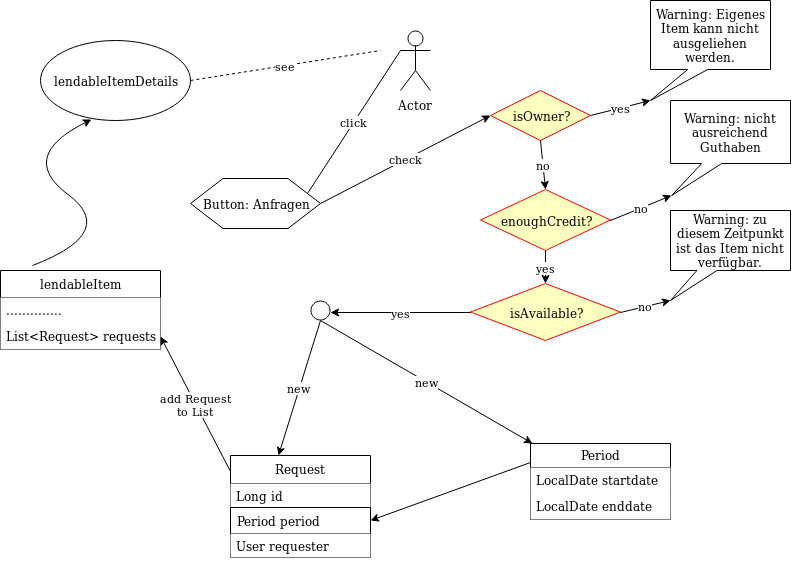 Warning: Eigenes
Item kann nicht
ausgeliehen
werden.
lendableItemDetails
see
Actor
click
isOwner?
yes
Warning: nicht
ausreichend
Guthaben
check
no
Button: Anfragen
enoughCredit?
no
Warning: zu
diesem Zeitpunkt
ist das Item nicht
verfügbar.
yes
lendableItem
..............
List<Request> requests
yes
isAvailable?
no
new
new
add Request
to List
Request
Long id
Period period
User requester
Period
LocalDate startdate
LocalDate enddate